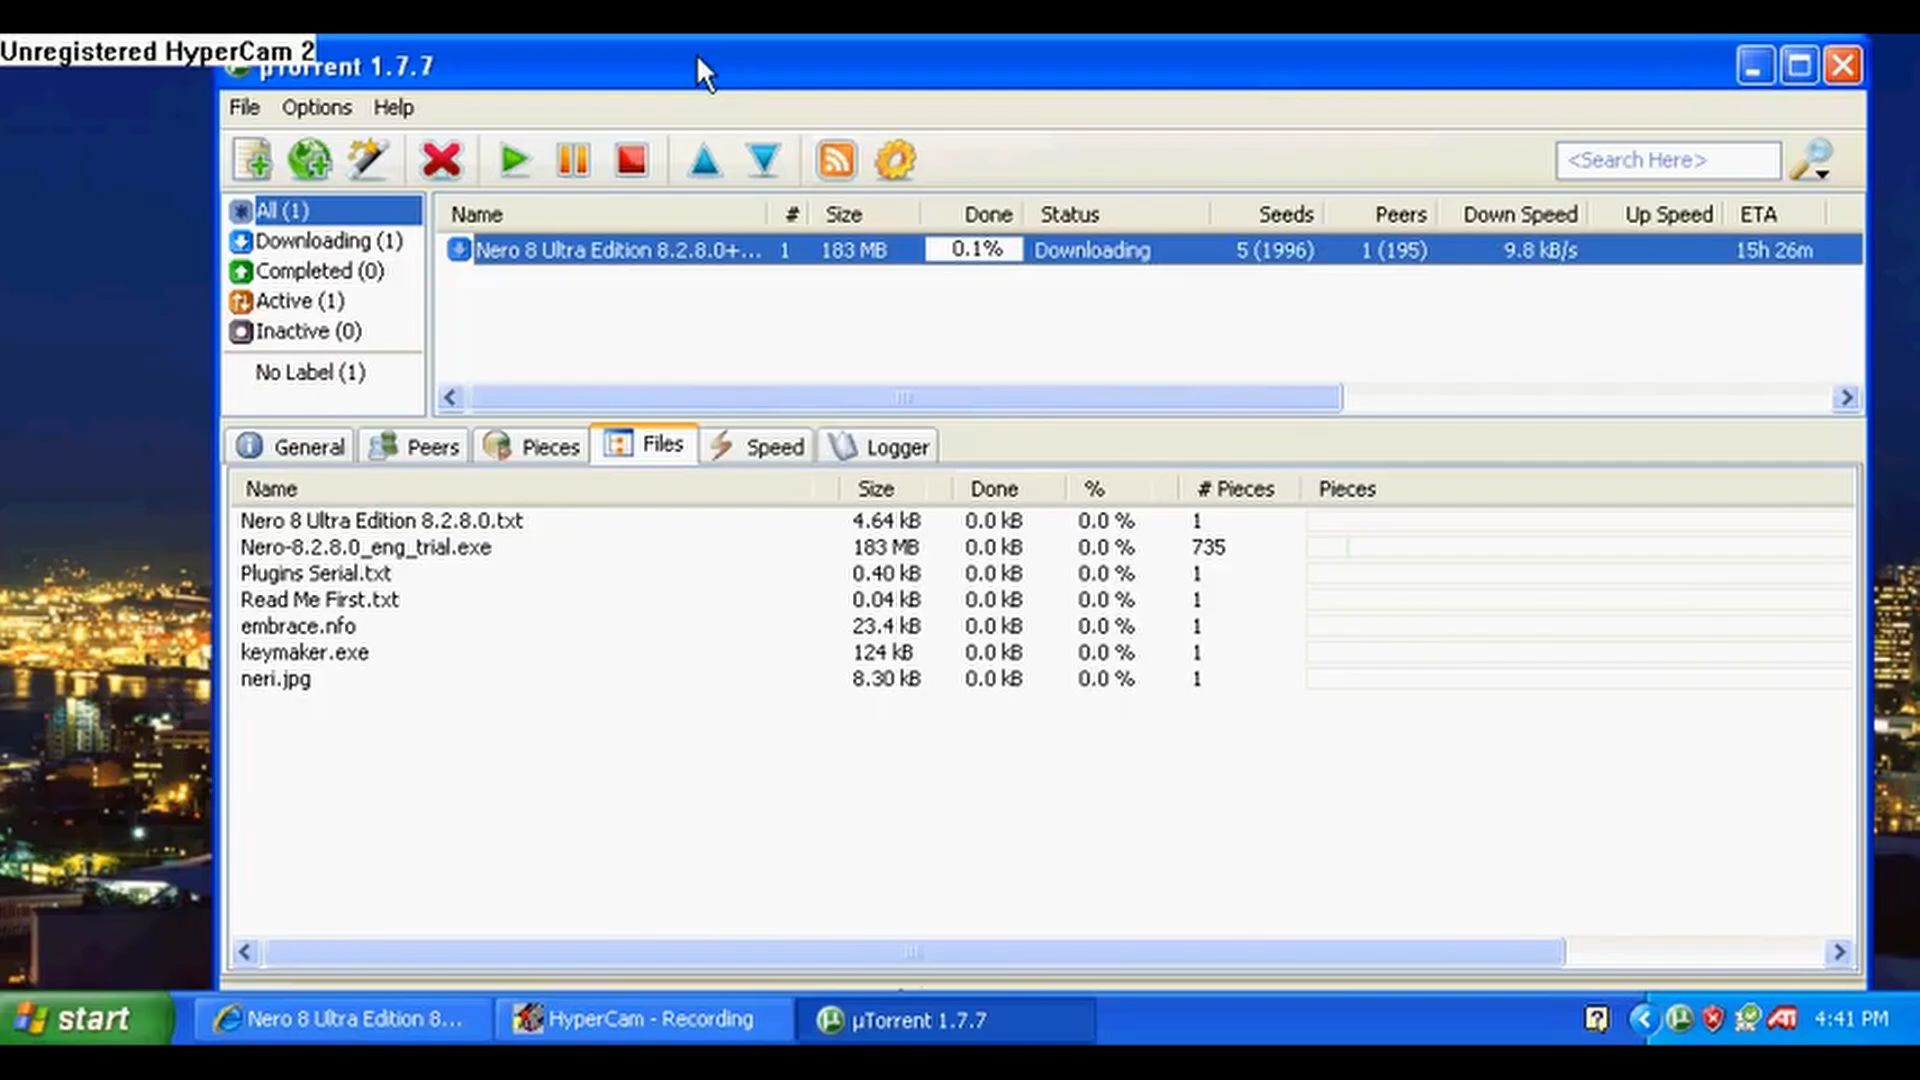 Unregistered HyperCam 2
µTorrent 1.7.7
File Options Help
<Search Here>
All (1)
Downloading (1)
Completed (0)
Active (1)
Inactive (0)
No Label (1)
Name # Size Done Status Seeds Peers Down Speed Up Speed ETA
Nero 8 Ultra Edition 8.2.8.0+... 1 183 MB 0.1% Downloading 5 (1996) 1 (195) 9.8 kB/s 15h 26m
General Peers Pieces Files Speed Logger
Name Size Done % # Pieces Pieces
Nero 8 Ultra Edition 8.2.8.0.txt 4.64 kB 0.0 kB 0.0 % 1
Nero-8.2.8.0_eng_trial.exe 183 MB 0.0 kB 0.0 % 735
Plugins Serial.txt 0.40 kB 0.0 kB 0.0 % 1
Read Me First.txt 0.04 kB 0.0 kB 0.0 % 1
embrace.nfo 23.4 kB 0.0 kB 0.0 % 1
keymaker.exe 124 kB 0.0 kB 0.0 % 1
neri.jpg 8.30 kB 0.0 kB 0.0 % 1
start Nero 8 Ultra Edition 8... HyperCam - Recording µTorrent 1.7.7 ATI 4:41 PM